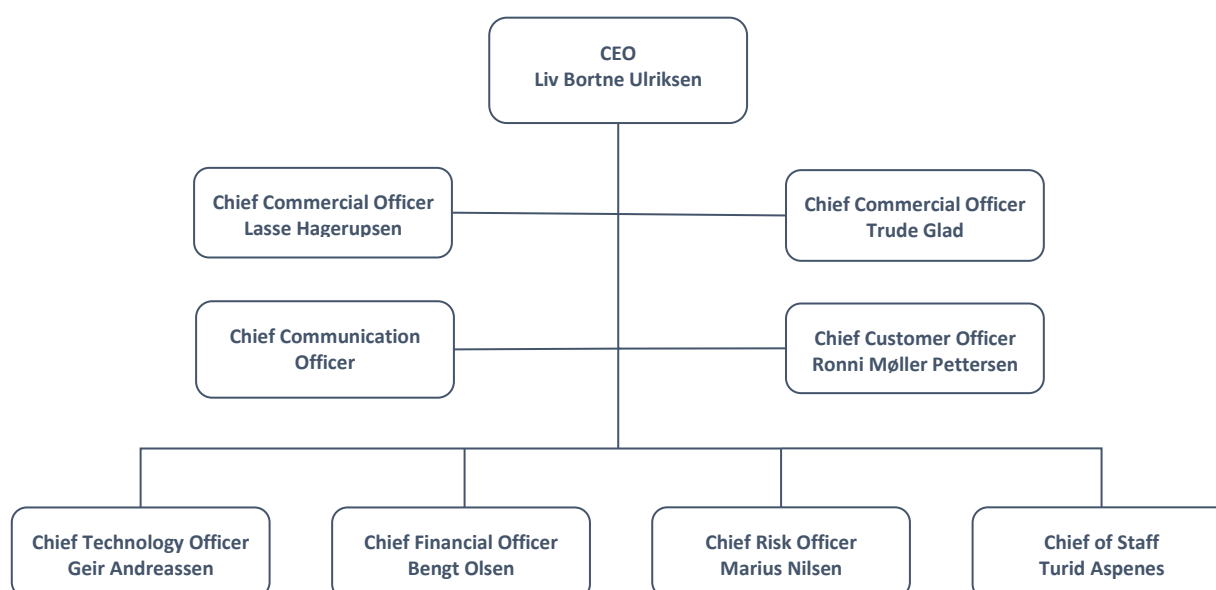 CEO
Liv Bortne Ulriksen
Chief Commercial Officer
Lasse Hagerupsen
Chief Commercial Officer
Trude Glad
Chief Communication
Officer
Chief Customer Officer
Ronni Møller Pettersen
Chief Technology Officer
Geir Andreassen
Chief Financial Officer
Bengt Olsen
Chief Risk Officer
Marius Nilsen
Chief of Staff
Turid Aspenes